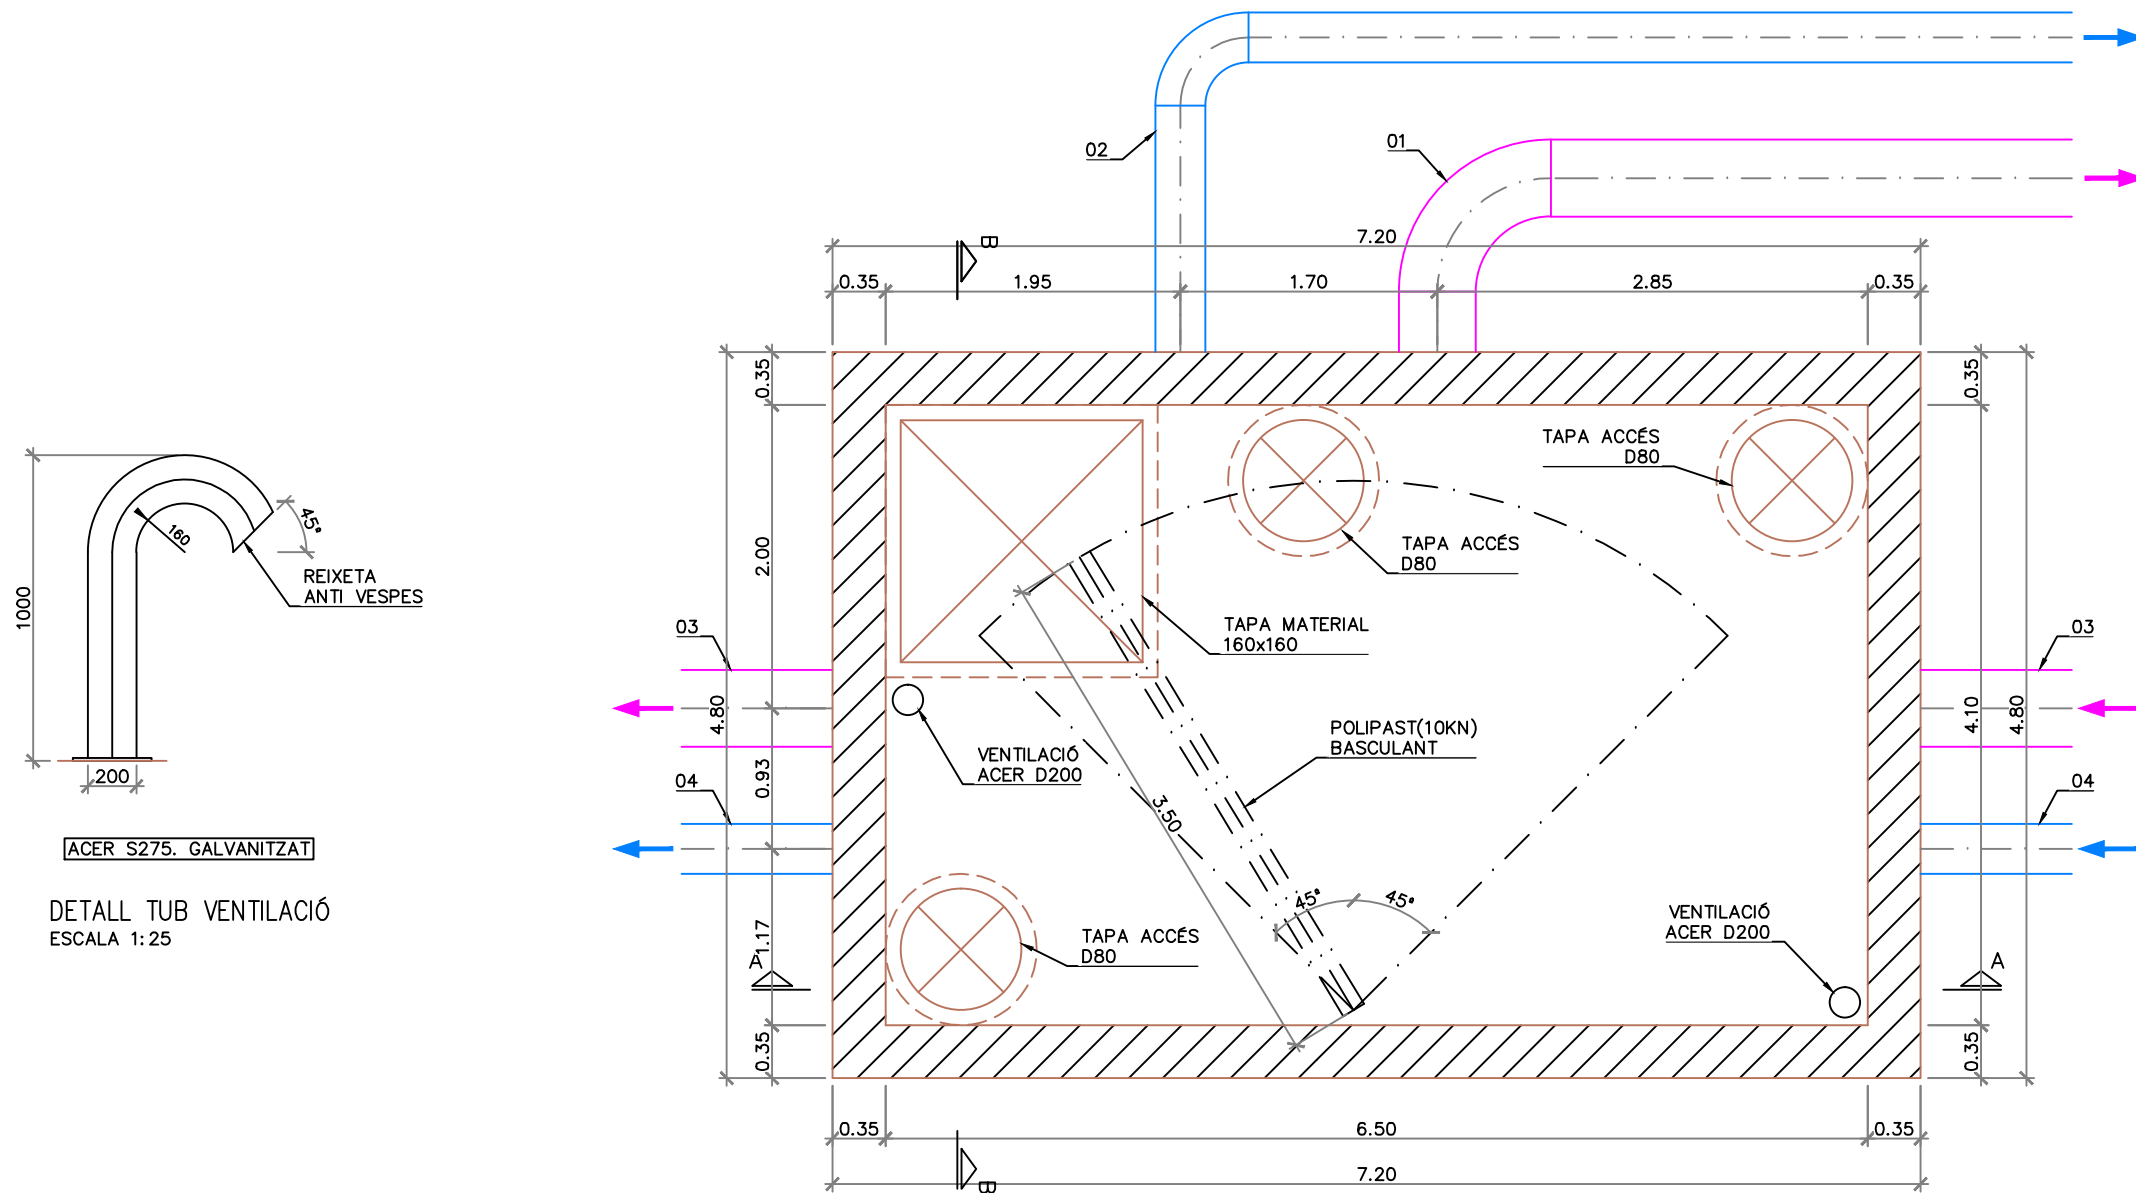 02
01
B
7.20
0.35
1.95
1.70
2.85
0.35
0.35
2.00
0.93
1.17
0.35
4.80
0.35
4.10
0.35
4.80
TAPA ACCÉS
D80
TAPA ACCÉS
D80
TAPA MATERIAL
160x160
03
03
04
04
VENTILACIÓ
ACER D200
POLIPAST(10KN)
BASCULANT
3.50
45°
45°
TAPA ACCÉS
D80
VENTILACIÓ
ACER D200
A
A
0.35
6.50
0.35
7.20
B
1000
160
45°
REIXETA
ANTI VESPES
200
ACER S275. GALVANITZAT
DETALL TUB VENTILACIÓ
ESCALA 1:25